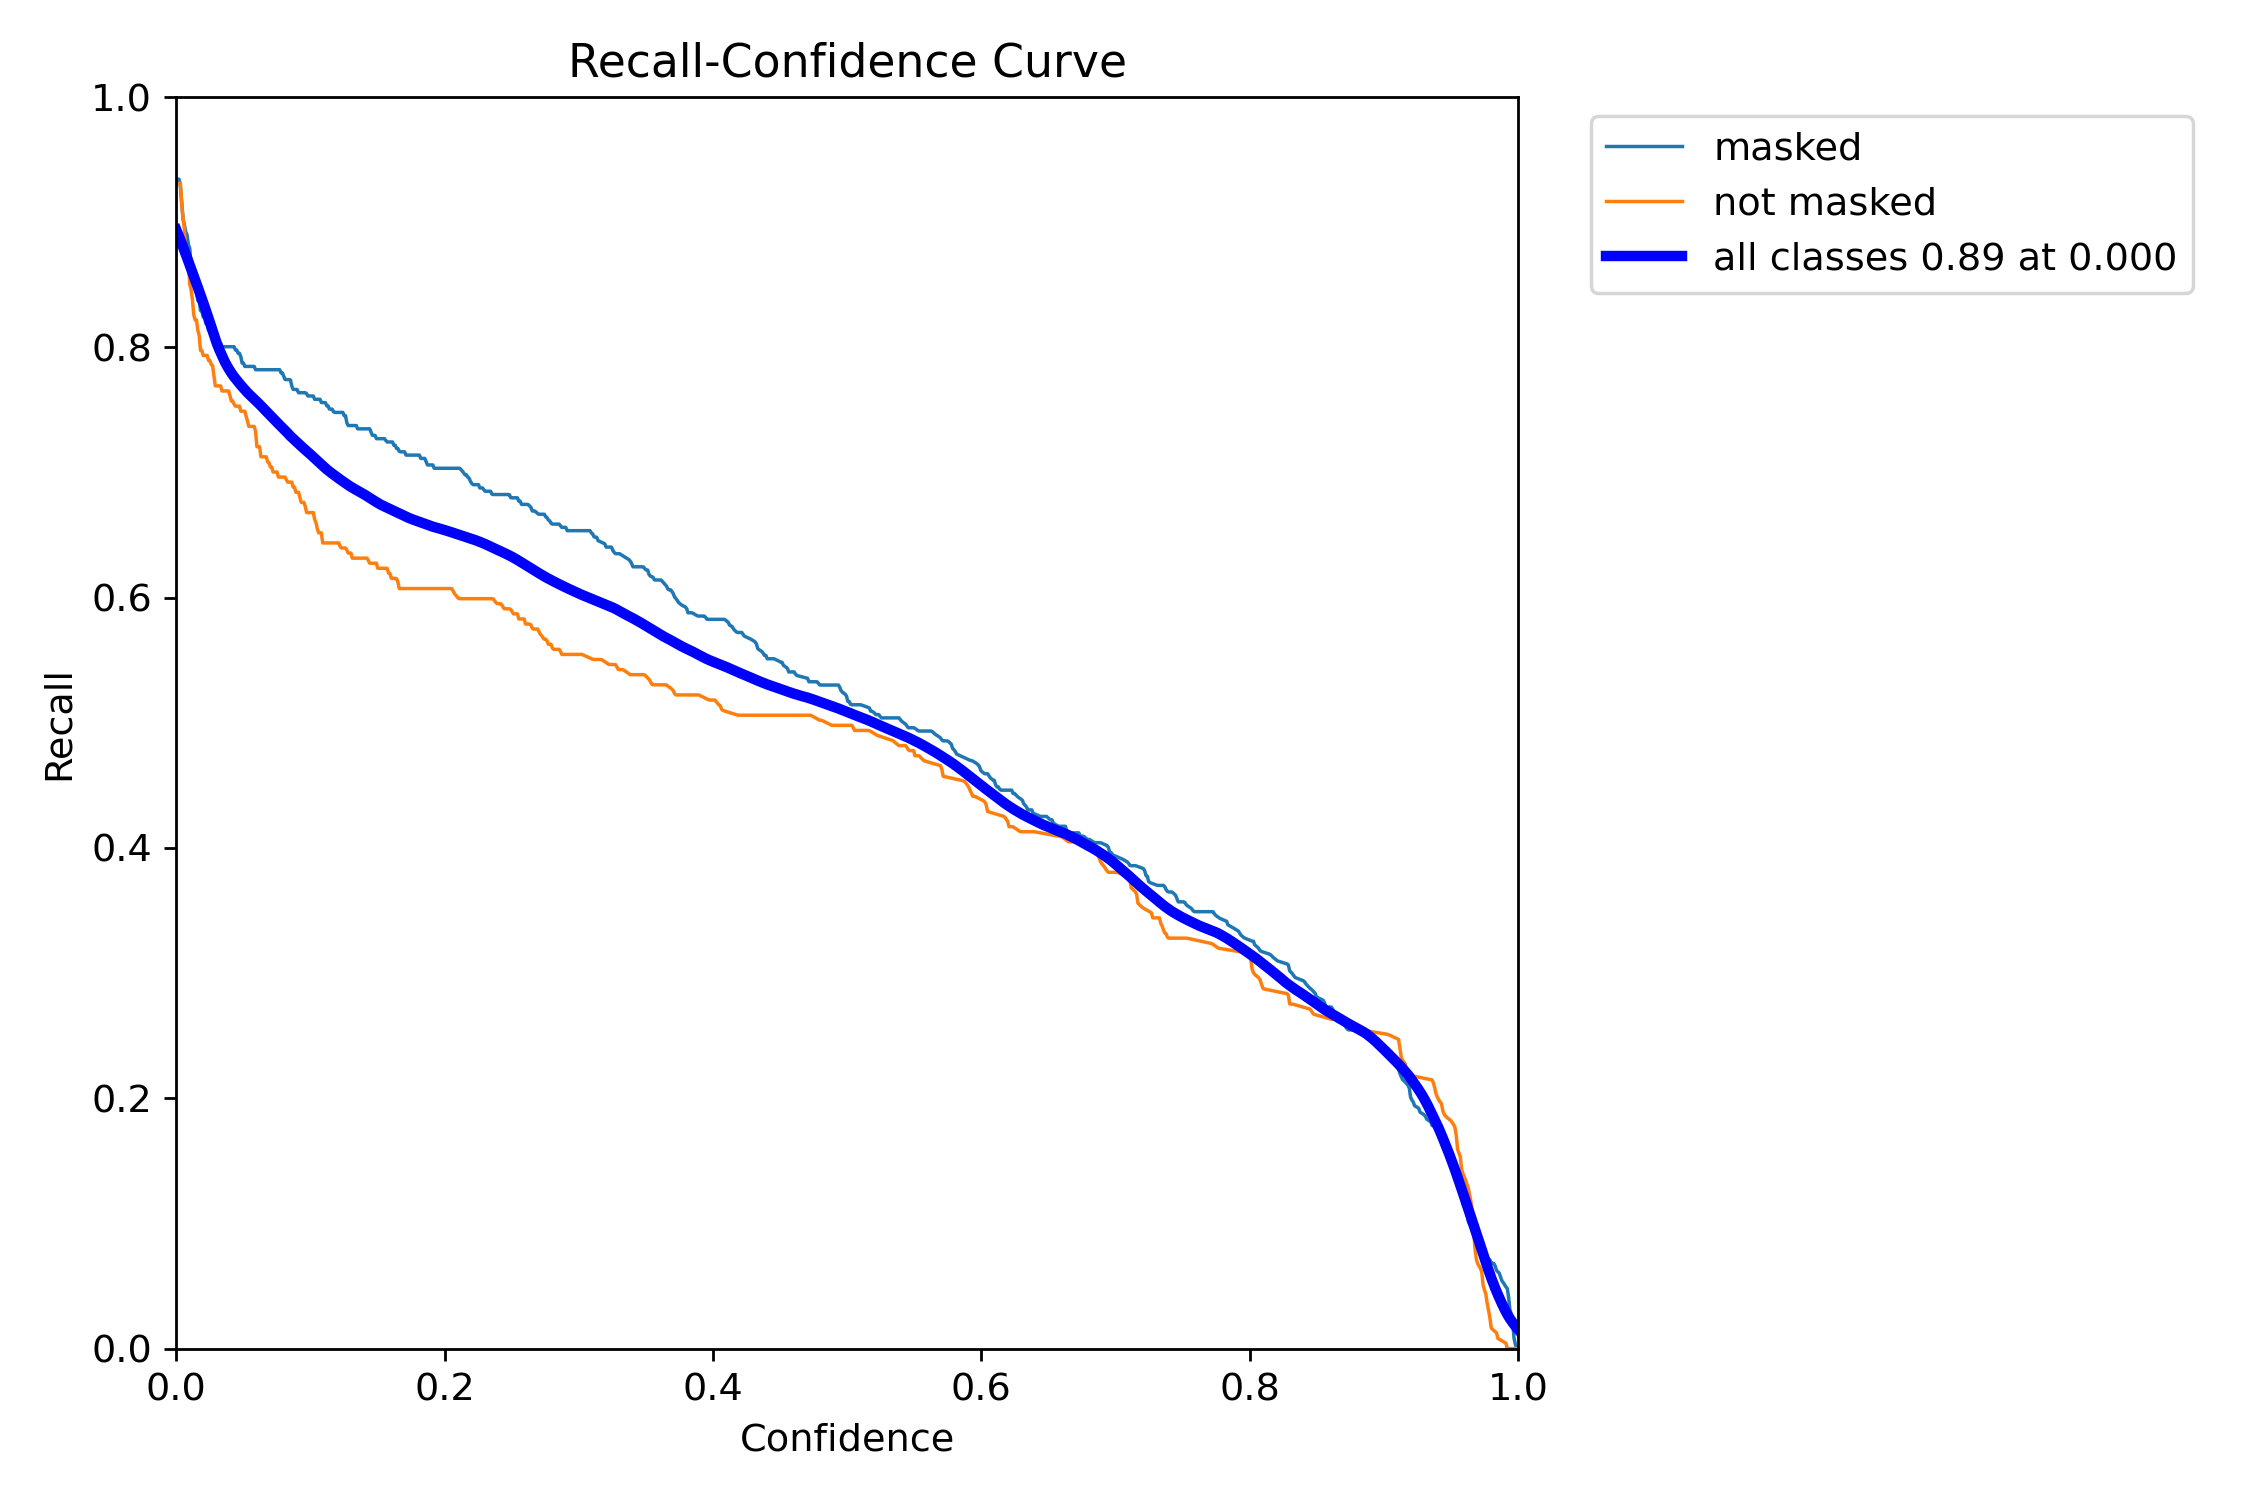 Recall-Confidence Curve
1.0
0.8
0.6
0.4
0.2
0.0
Recall
0.0 0.2 0.4 0.6 0.8 1.0
Confidence
masked
not masked
all classes 0.89 at 0.000